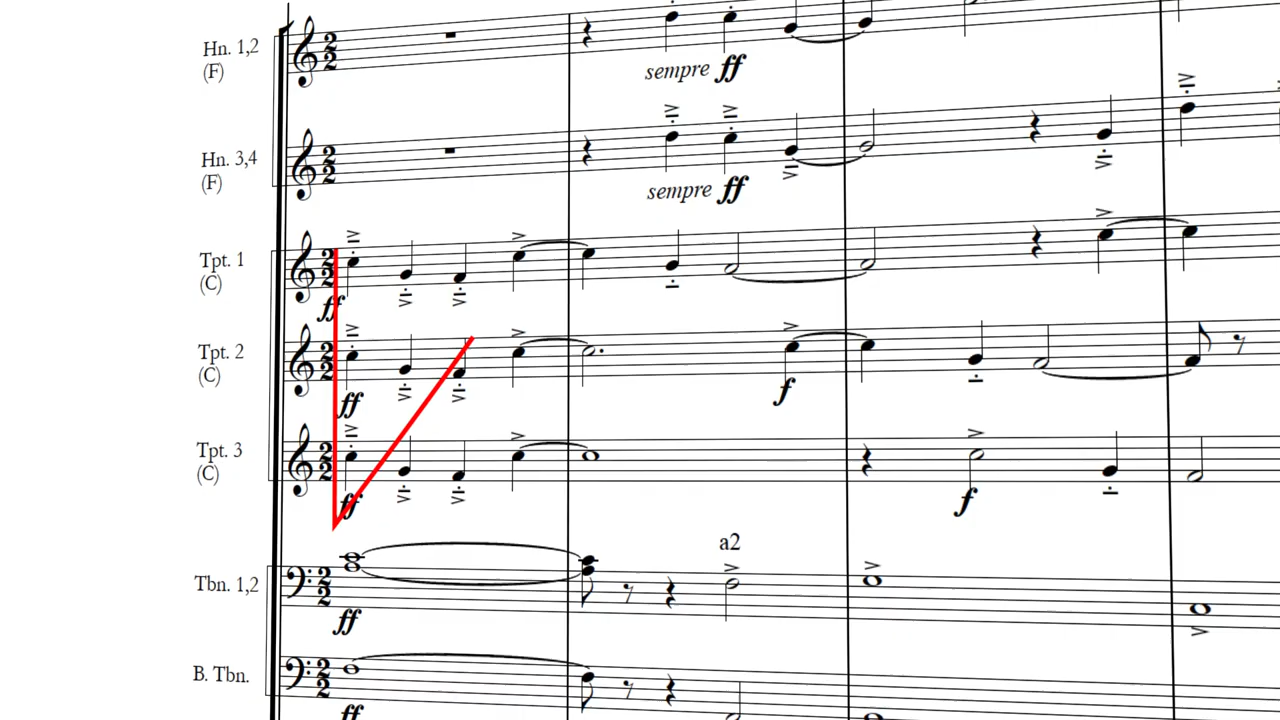 Hn. 1,2
(F)
sempre ff
Hn. 3,4
(F)
sempre ff
Tpt. 1
(C)
ff
Tpt. 2
(C)
ff
f
Tpt. 3
(C)
ff
f
a2
Tbn. 1,2
ff
B. Tbn.
ff